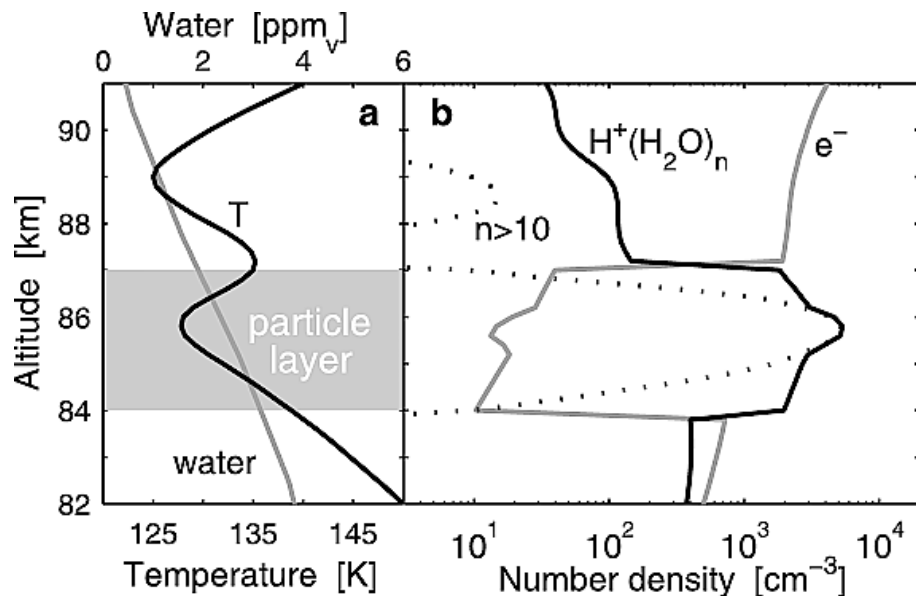 Water [ppmv]
0 2 4 6
a b
H+(H2O)n e−
T
n>10
particle
layer
water
Altitude [km]
90
88
86
84
82
125 135 145
10^1 10^2 10^3 10^4
Temperature [K] Number density [cm−3]